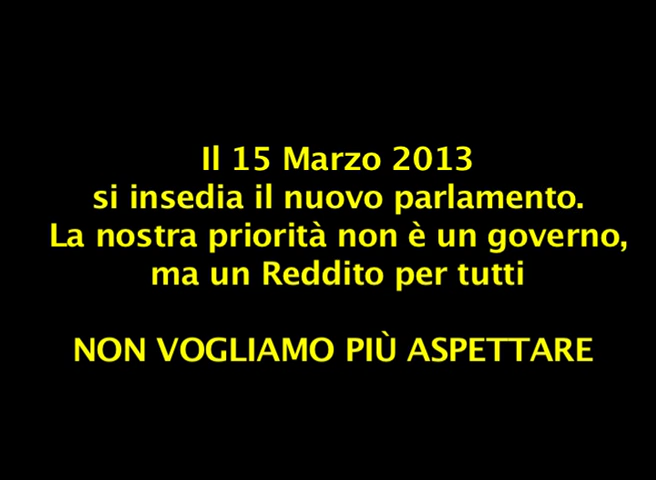 Il 15 Marzo 2013
si insedia il nuovo parlamento.
La nostra priorità non è un governo,
ma un Reddito per tutti
NON VOGLIAMO PIÙ ASPETTARE